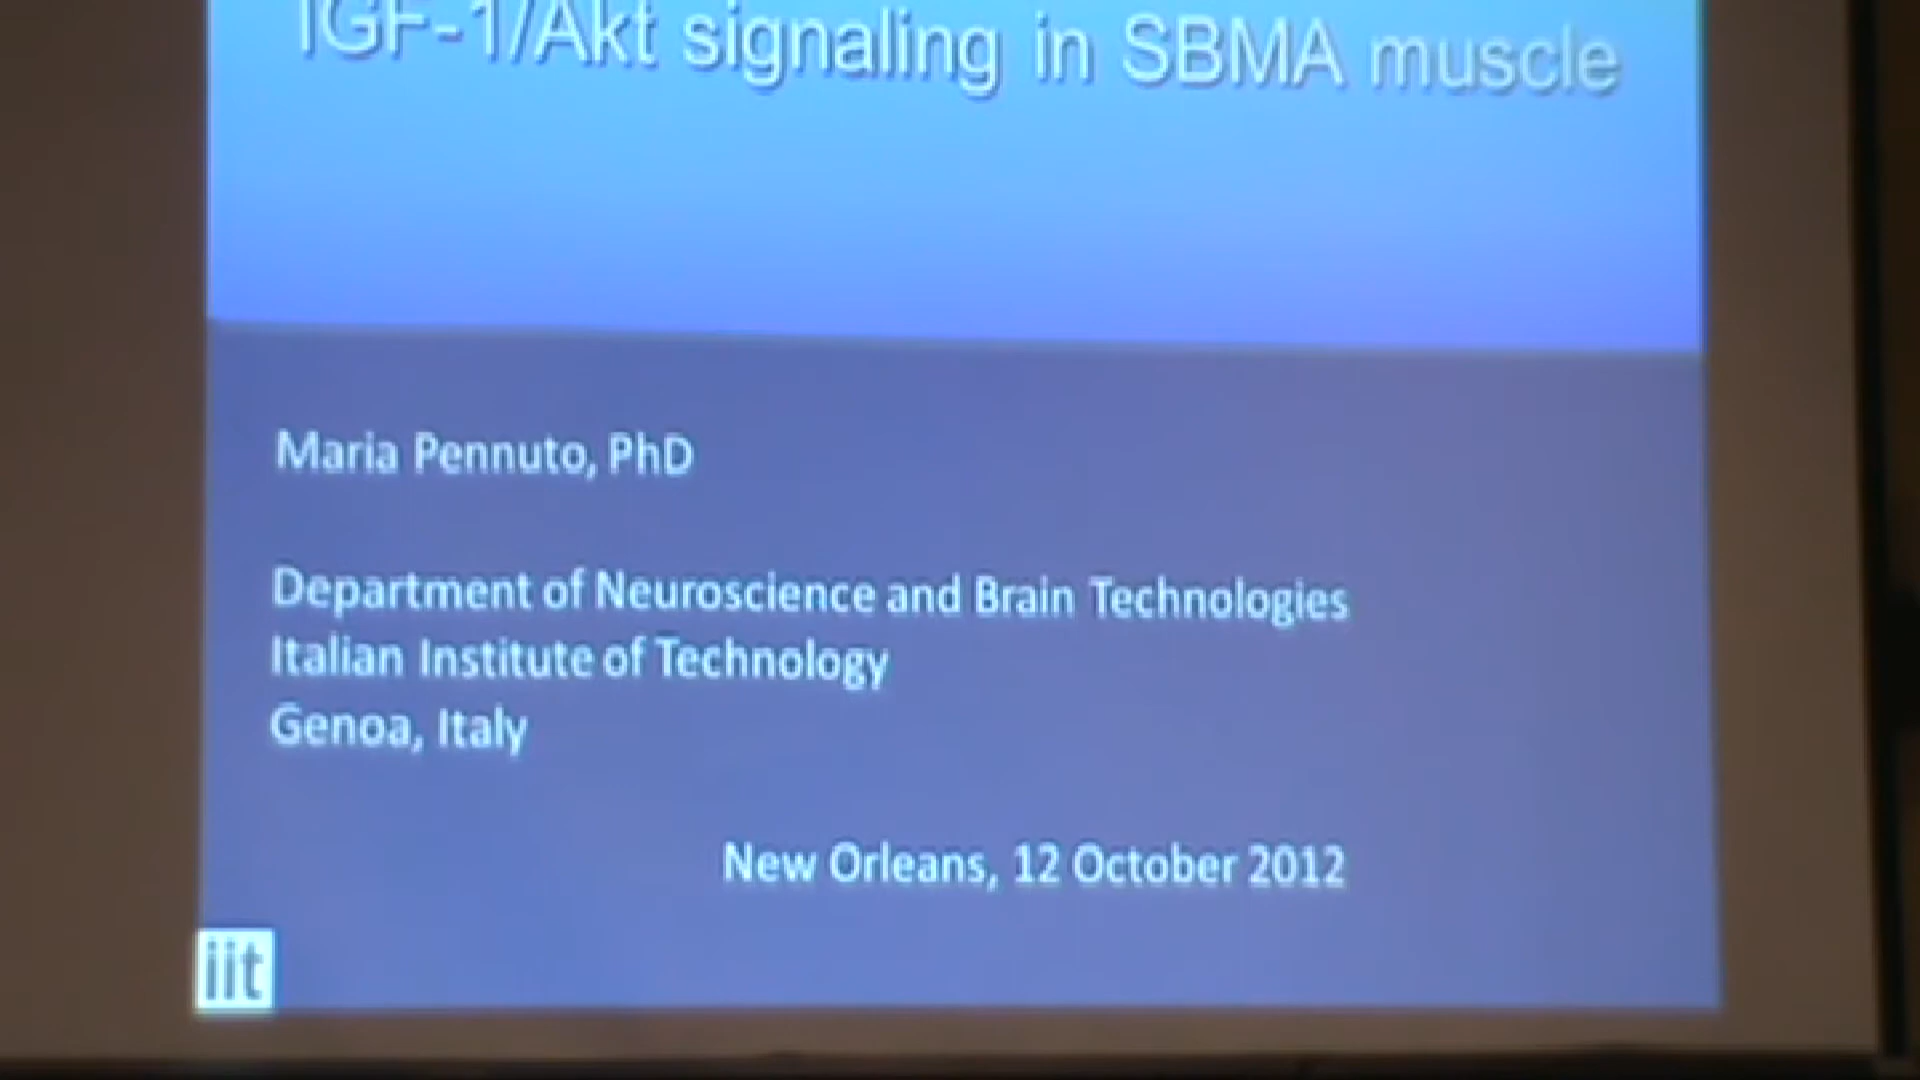 IGF-1/Akt signaling in SBMA muscle
Maria Pennuto, PhD
Department of Neuroscience and Brain Technologies
Italian Institute of Technology
Genoa, Italy
New Orleans, 12 October 2012
iit